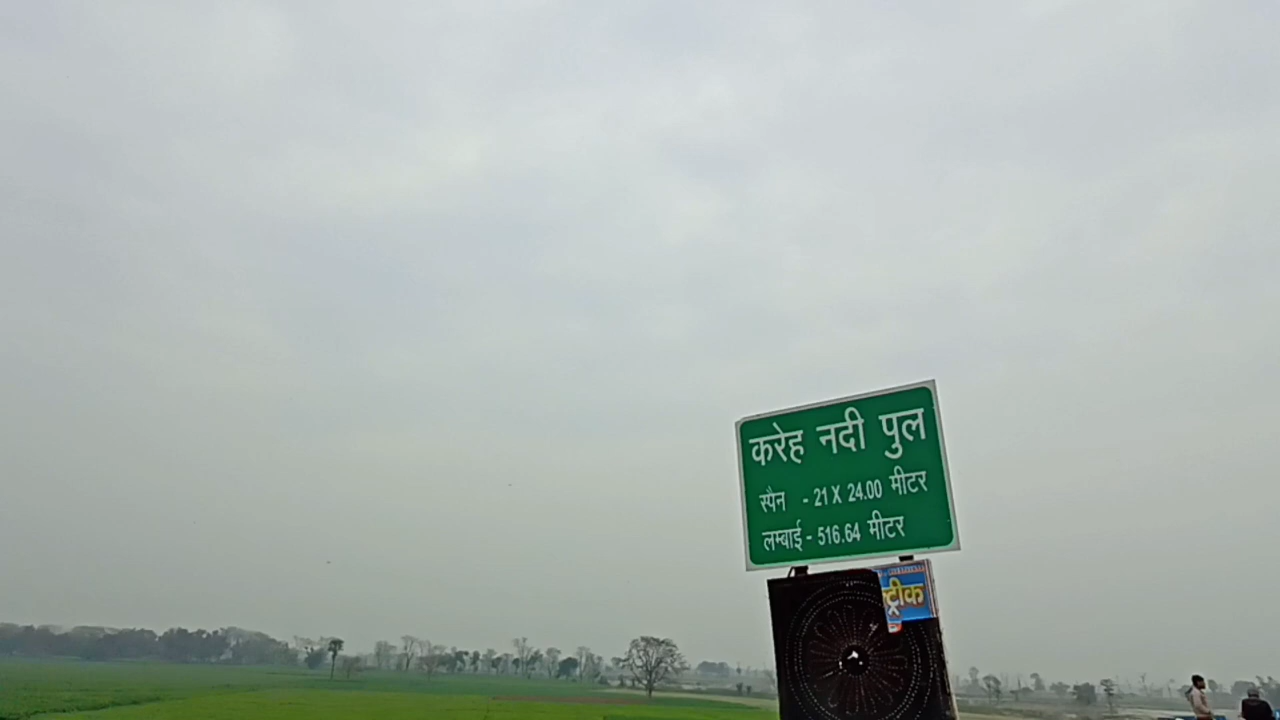 करेह नदी पुल
स्पैन - 21 X 24.00 मीटर
लम्बाई - 516.64 मीटर
ट्रीक